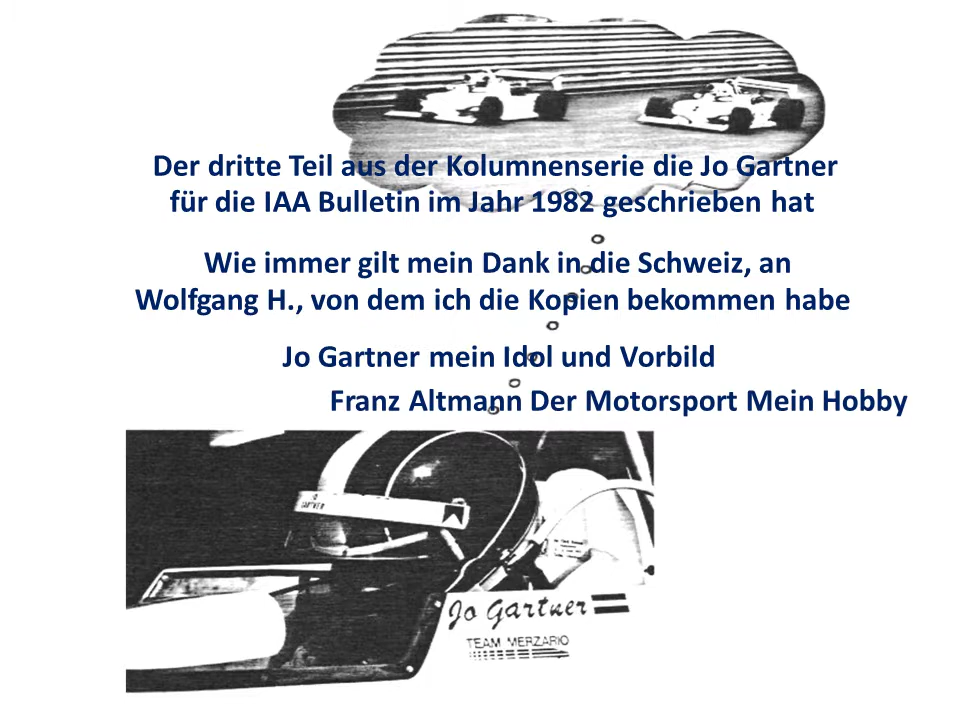 Der dritte Teil aus der Kolumnenserie die Jo Gartner
für die IAA Bulletin im Jahr 1982 geschrieben hat
Wie immer gilt mein Dank in die Schweiz, an
Wolfgang H., von dem ich die Kopien bekommen habe
Jo Gartner mein Idol und Vorbild
Franz Altmann Der Motorsport Mein Hobby
JO
GARTNER
Jo Gartner
TEAM MERZARIO